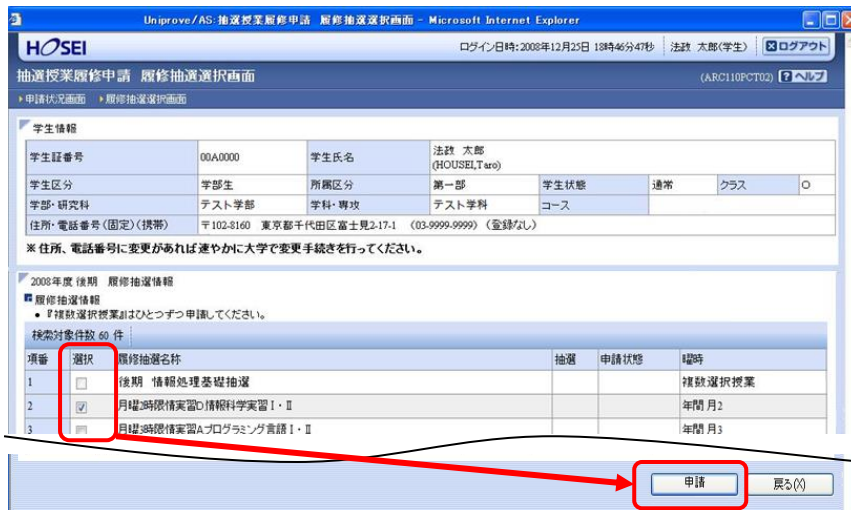 Uniprove/AS:抽選授業履修申請 履修抽選選択画面 - Microsoft Internet Explorer
HOSEI ログイン日時:2008年12月25日 18時46分47秒 法政 太郎(学生) ログアウト
抽選授業履修申請 履修抽選選択画面 (ARC110PCT02) ? ヘルプ
申請状況画面 履修抽選選択画面
学生情報
学生証番号 00A0000 学生氏名 法政 太郎
(HOUSEI,Taro)
学生区分 学部生 所属区分 第一部 学生状態 通常 クラス ○
学部・研究科 テスト学部 学科・専攻 テスト学科 コース
住所・電話番号(固定)(携帯) 〒102-8160 東京都千代田区富士見2-17-1 (03-9999-9999) (登録なし)
※住所、電話番号に変更があれば速やかに大学で変更手続きを行ってください。
2008年度 後期 履修抽選情報
履修抽選情報
• 『複数選択授業』はひとつずつ申請してください。
検索対象件数 60 件
項番 選択 履修抽選名称 抽選 申請状態 曜時
1 後期 情報処理基礎抽選 複数選択授業
2 月曜2時限情実習D情報科学実習Ⅰ・Ⅱ 年間 月2
3 月曜3時限情実習Aプログラミング言語Ⅰ・Ⅱ 年間 月3
申請 戻る(X)